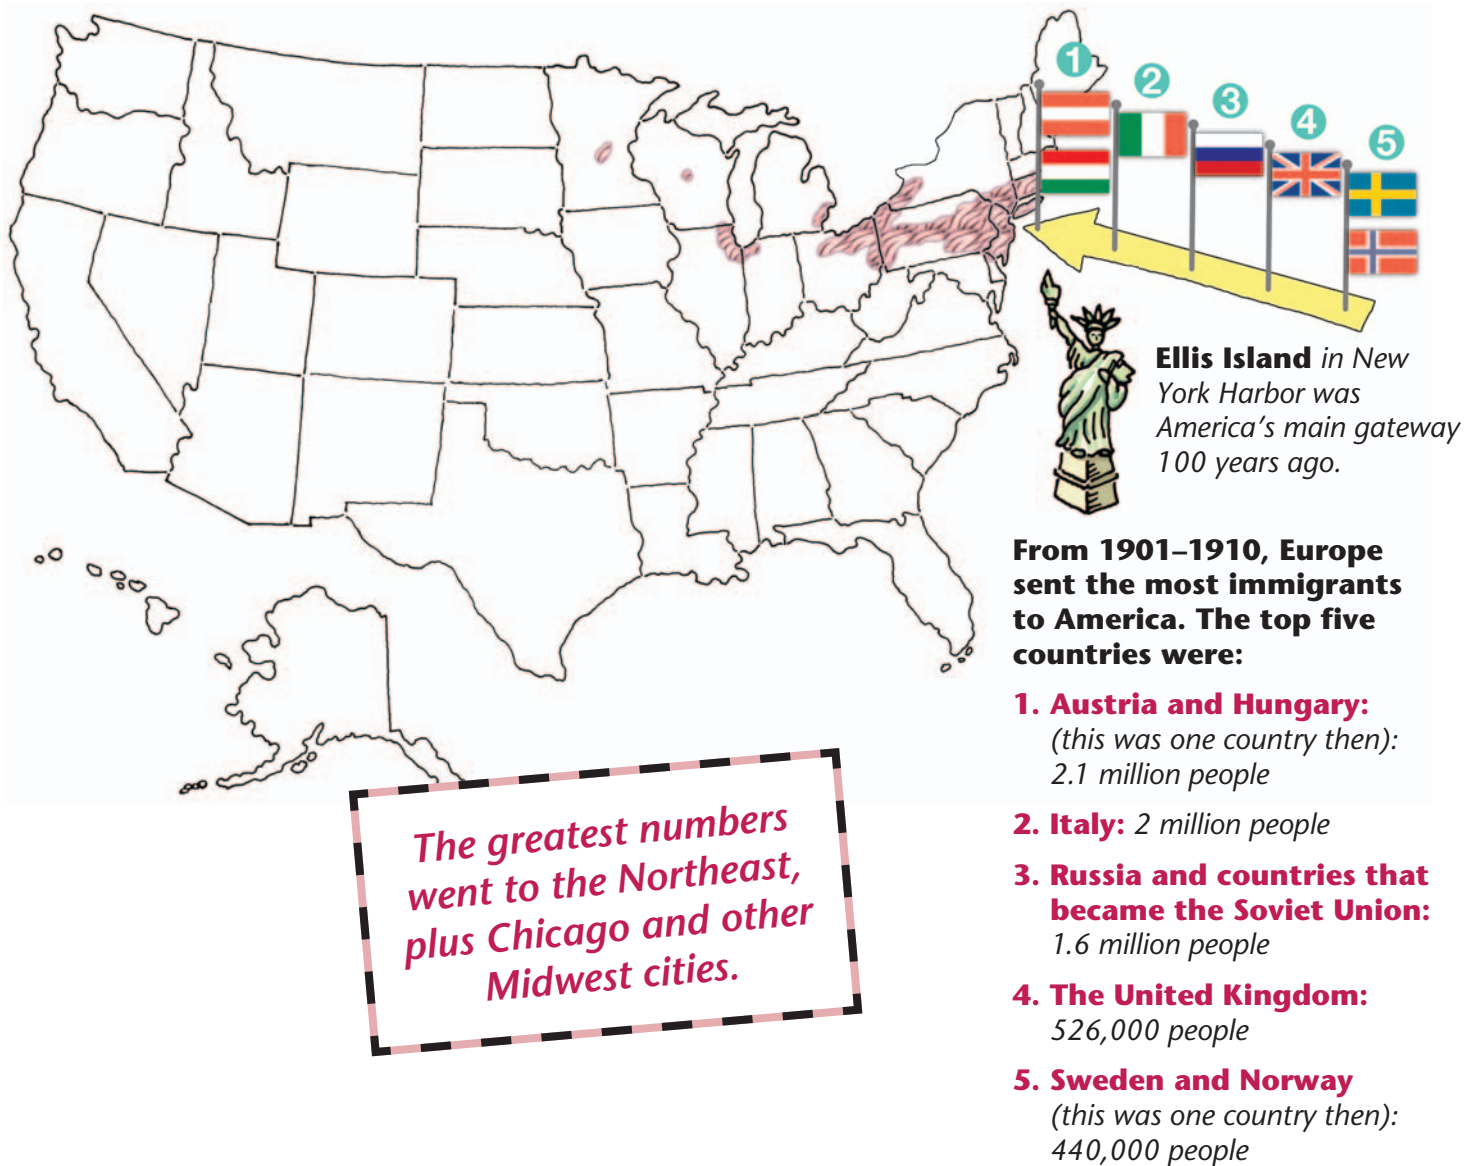 1
2
3
4
5
Ellis Island in New
York Harbor was
America's main gateway
100 years ago.
From 1901–1910, Europe
sent the most immigrants
to America. The top five
countries were:
1. Austria and Hungary:
(this was one country then):
2.1 million people
2. Italy: 2 million people
3. Russia and countries that
became the Soviet Union:
1.6 million people
4. The United Kingdom:
526,000 people
5. Sweden and Norway
(this was one country then):
440,000 people
The greatest numbers
went to the Northeast,
plus Chicago and other
Midwest cities.